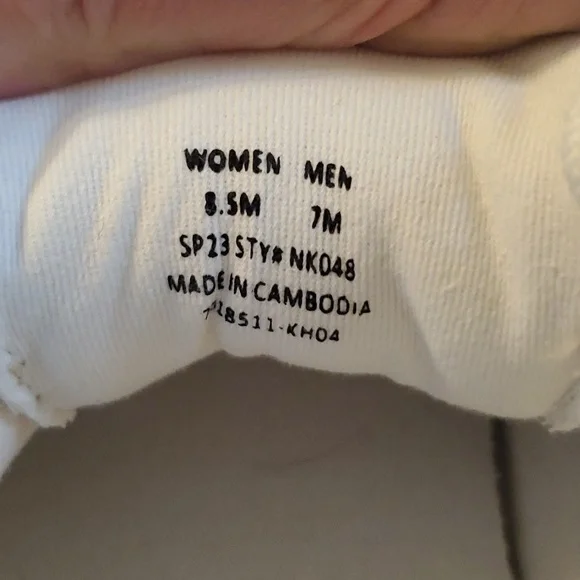 WOMEN MEN
8.5M 7M
SP23 STY# NK048
MADE IN CAMBODIA